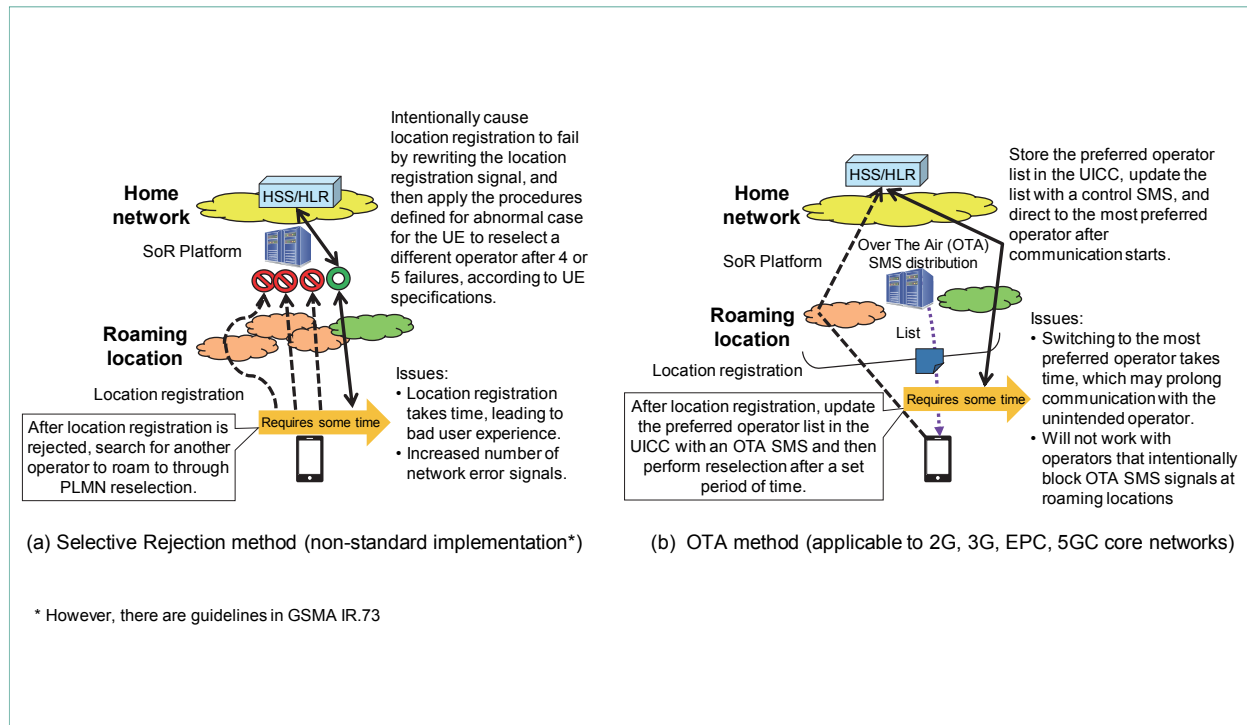 Intentionally cause
location registration to fail
by rewriting the location
registration signal, and
then apply the procedures
defined for abnormal case
for the UE to reselect a
different operator after 4 or
5 failures, according to UE
specifications.
HSS/HLR
Home
network
SoR Platform
Roaming
location
Location registration
Requires some time
After location registration is
rejected, search for another
operator to roam to through
PLMN reselection.
Issues:
• Location registration
takes time, leading to
bad user experience.
• Increased number of
network error signals.
(a) Selective Rejection method (non-standard implementation*)
HSS/HLR
Home
network
Store the preferred operator
list in the UICC, update the
list with a control SMS, and
direct to the most preferred
operator after
communication starts.
SoR Platform
Over The Air (OTA)
SMS distribution
Roaming
location
List
Location registration
Requires some time
After location registration, update
the preferred operator list in the
UICC with an OTA SMS and then
perform reselection after a set
period of time.
Issues:
• Switching to the most
preferred operator takes
time, which may prolong
communication with the
unintended operator.
• Will not work with
operators that intentionally
block OTA SMS signals at
roaming locations
(b) OTA method (applicable to 2G, 3G, EPC, 5GC core networks)
* However, there are guidelines in GSMA IR.73